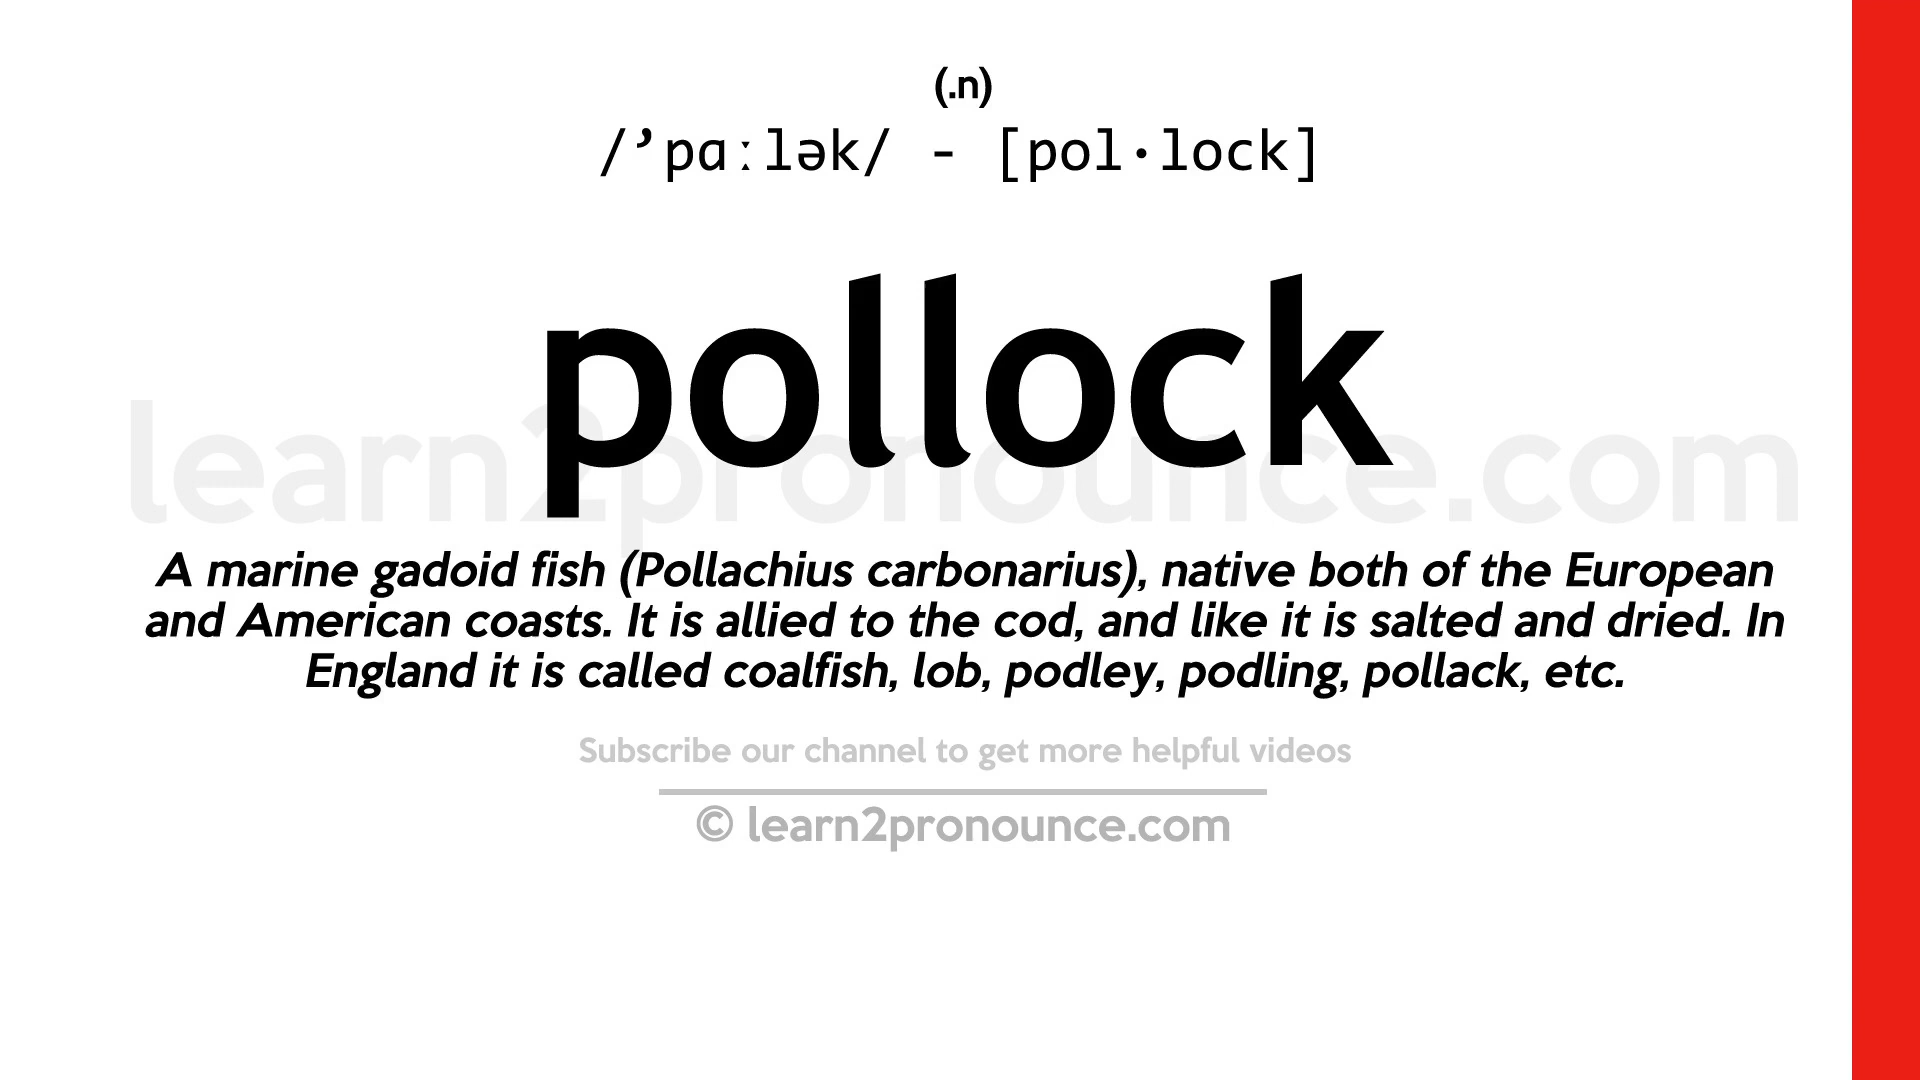 (.n)
/’pɑːlək/ - [pol·lock]
pollock
learn2pronounce.com
A marine gadoid fish (Pollachius carbonarius), native both of the European
and American coasts. It is allied to the cod, and like it is salted and dried. In
England it is called coalfish, lob, podley, podling, pollack, etc.
Subscribe our channel to get more helpful videos
© learn2pronounce.com